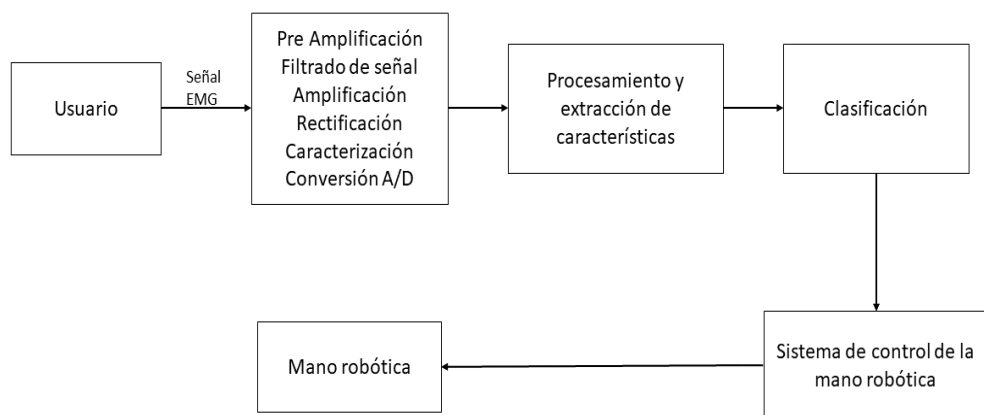 Usuario
Señal
EMG
Pre Amplificación
Filtrado de señal
Amplificación
Rectificación
Caracterización
Conversión A/D
Procesamiento y
extracción de
características
Clasificación
Sistema de control de la
mano robótica
Mano robótica